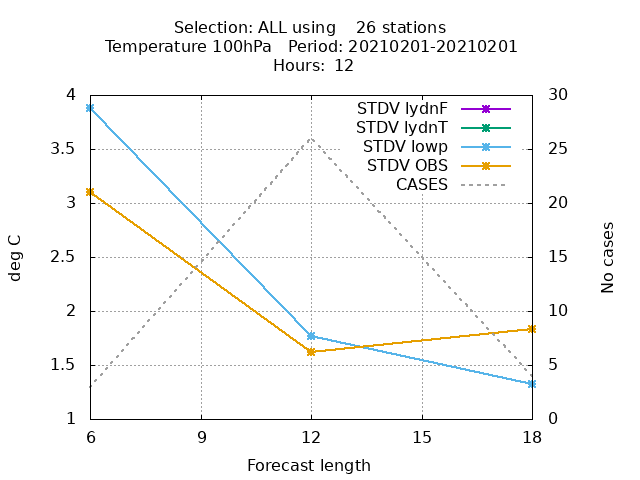 Selection: ALL using    26 stations
Temperature 100hPa   Period: 20210201-20210201
Hours:  12
4
3.5
3
2.5
2
1.5
1
30
25
20
15
10
5
0
STDV lydnF
STDV lydnT
STDV lowp
STDV OBS
CASES
deg C
No cases
6 9 12 15 18
Forecast length